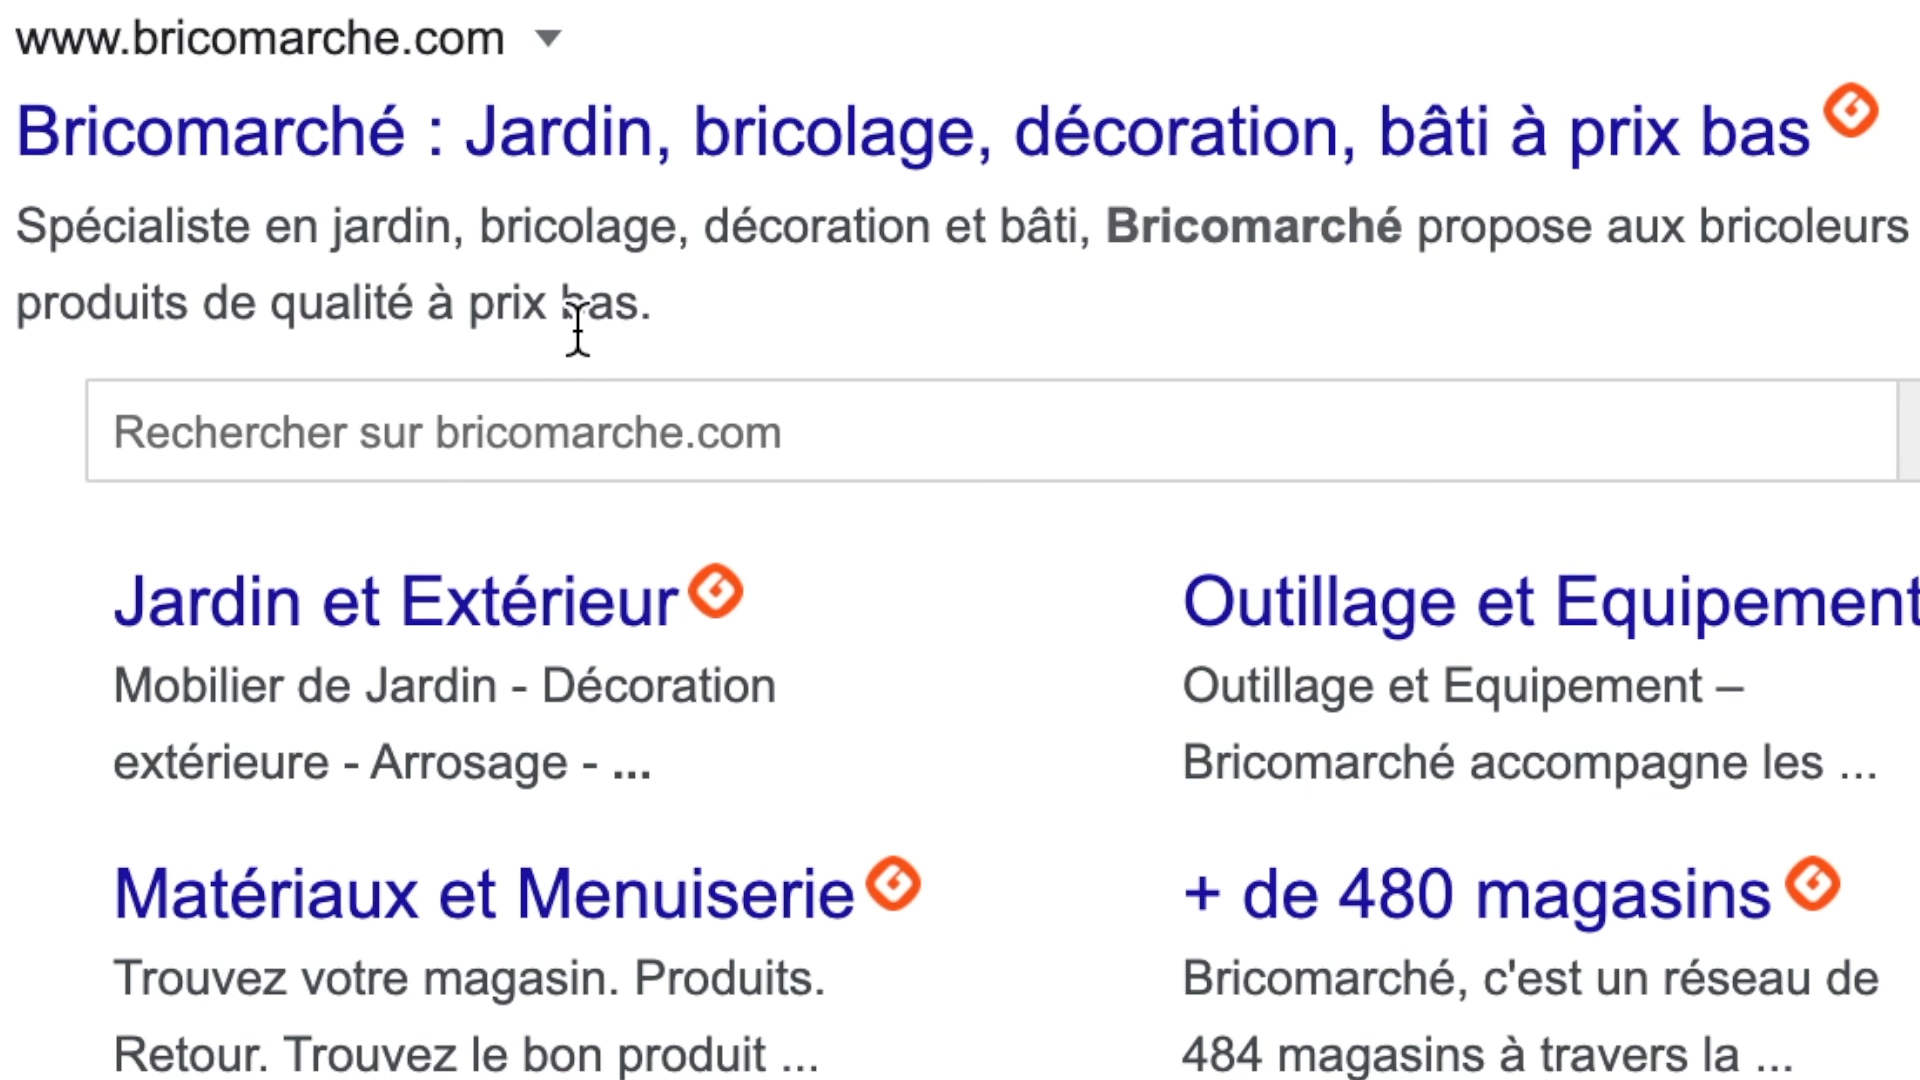 www.bricomarche.com
Bricomarché : Jardin, bricolage, décoration, bâti à prix bas
Spécialiste en jardin, bricolage, décoration et bâti, Bricomarché propose aux bricoleurs
produits de qualité à prix bas.
Rechercher sur bricomarche.com
Jardin et Extérieur
Mobilier de Jardin - Décoration
extérieure - Arrosage - ...
Outillage et Equipement
Outillage et Equipement –
Bricomarché accompagne les ...
Matériaux et Menuiserie
Trouvez votre magasin. Produits.
Retour. Trouvez le bon produit ...
+ de 480 magasins
Bricomarché, c'est un réseau de
484 magasins à travers la ...